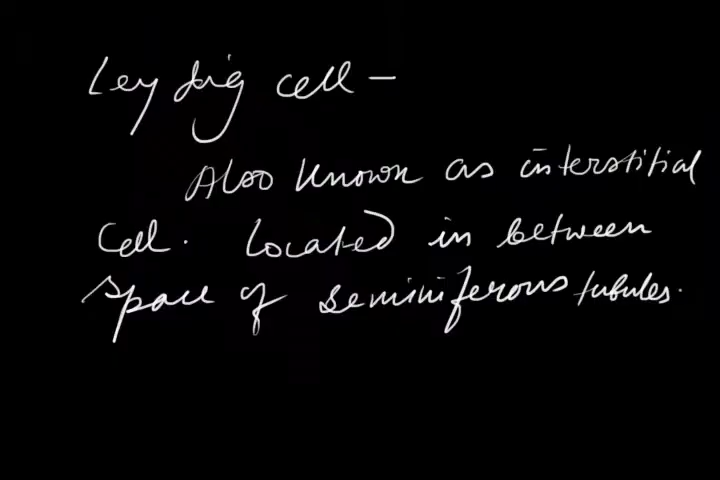 Leydig cell -
Also known as interstitial
Cell. Located in between
space of seminiferous tubules.